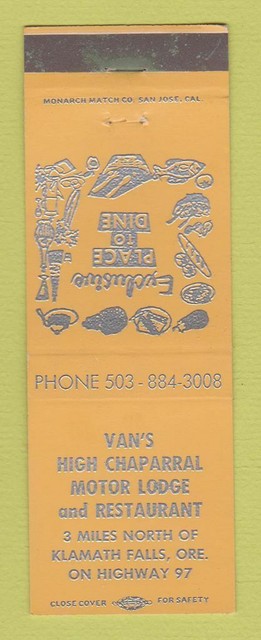 MONARCH MATCH CO., SAN JOSE, CAL
Exclusive
PLACE
TO
DINE
PHONE 503 - 884-3008
VAN'S
HIGH CHAPARRAL
MOTOR LODGE
and RESTAURANT
3 MILES NORTH OF
KLAMATH FALLS, ORE.
ON HIGHWAY 97
CLOSE COVER FOR SAFETY